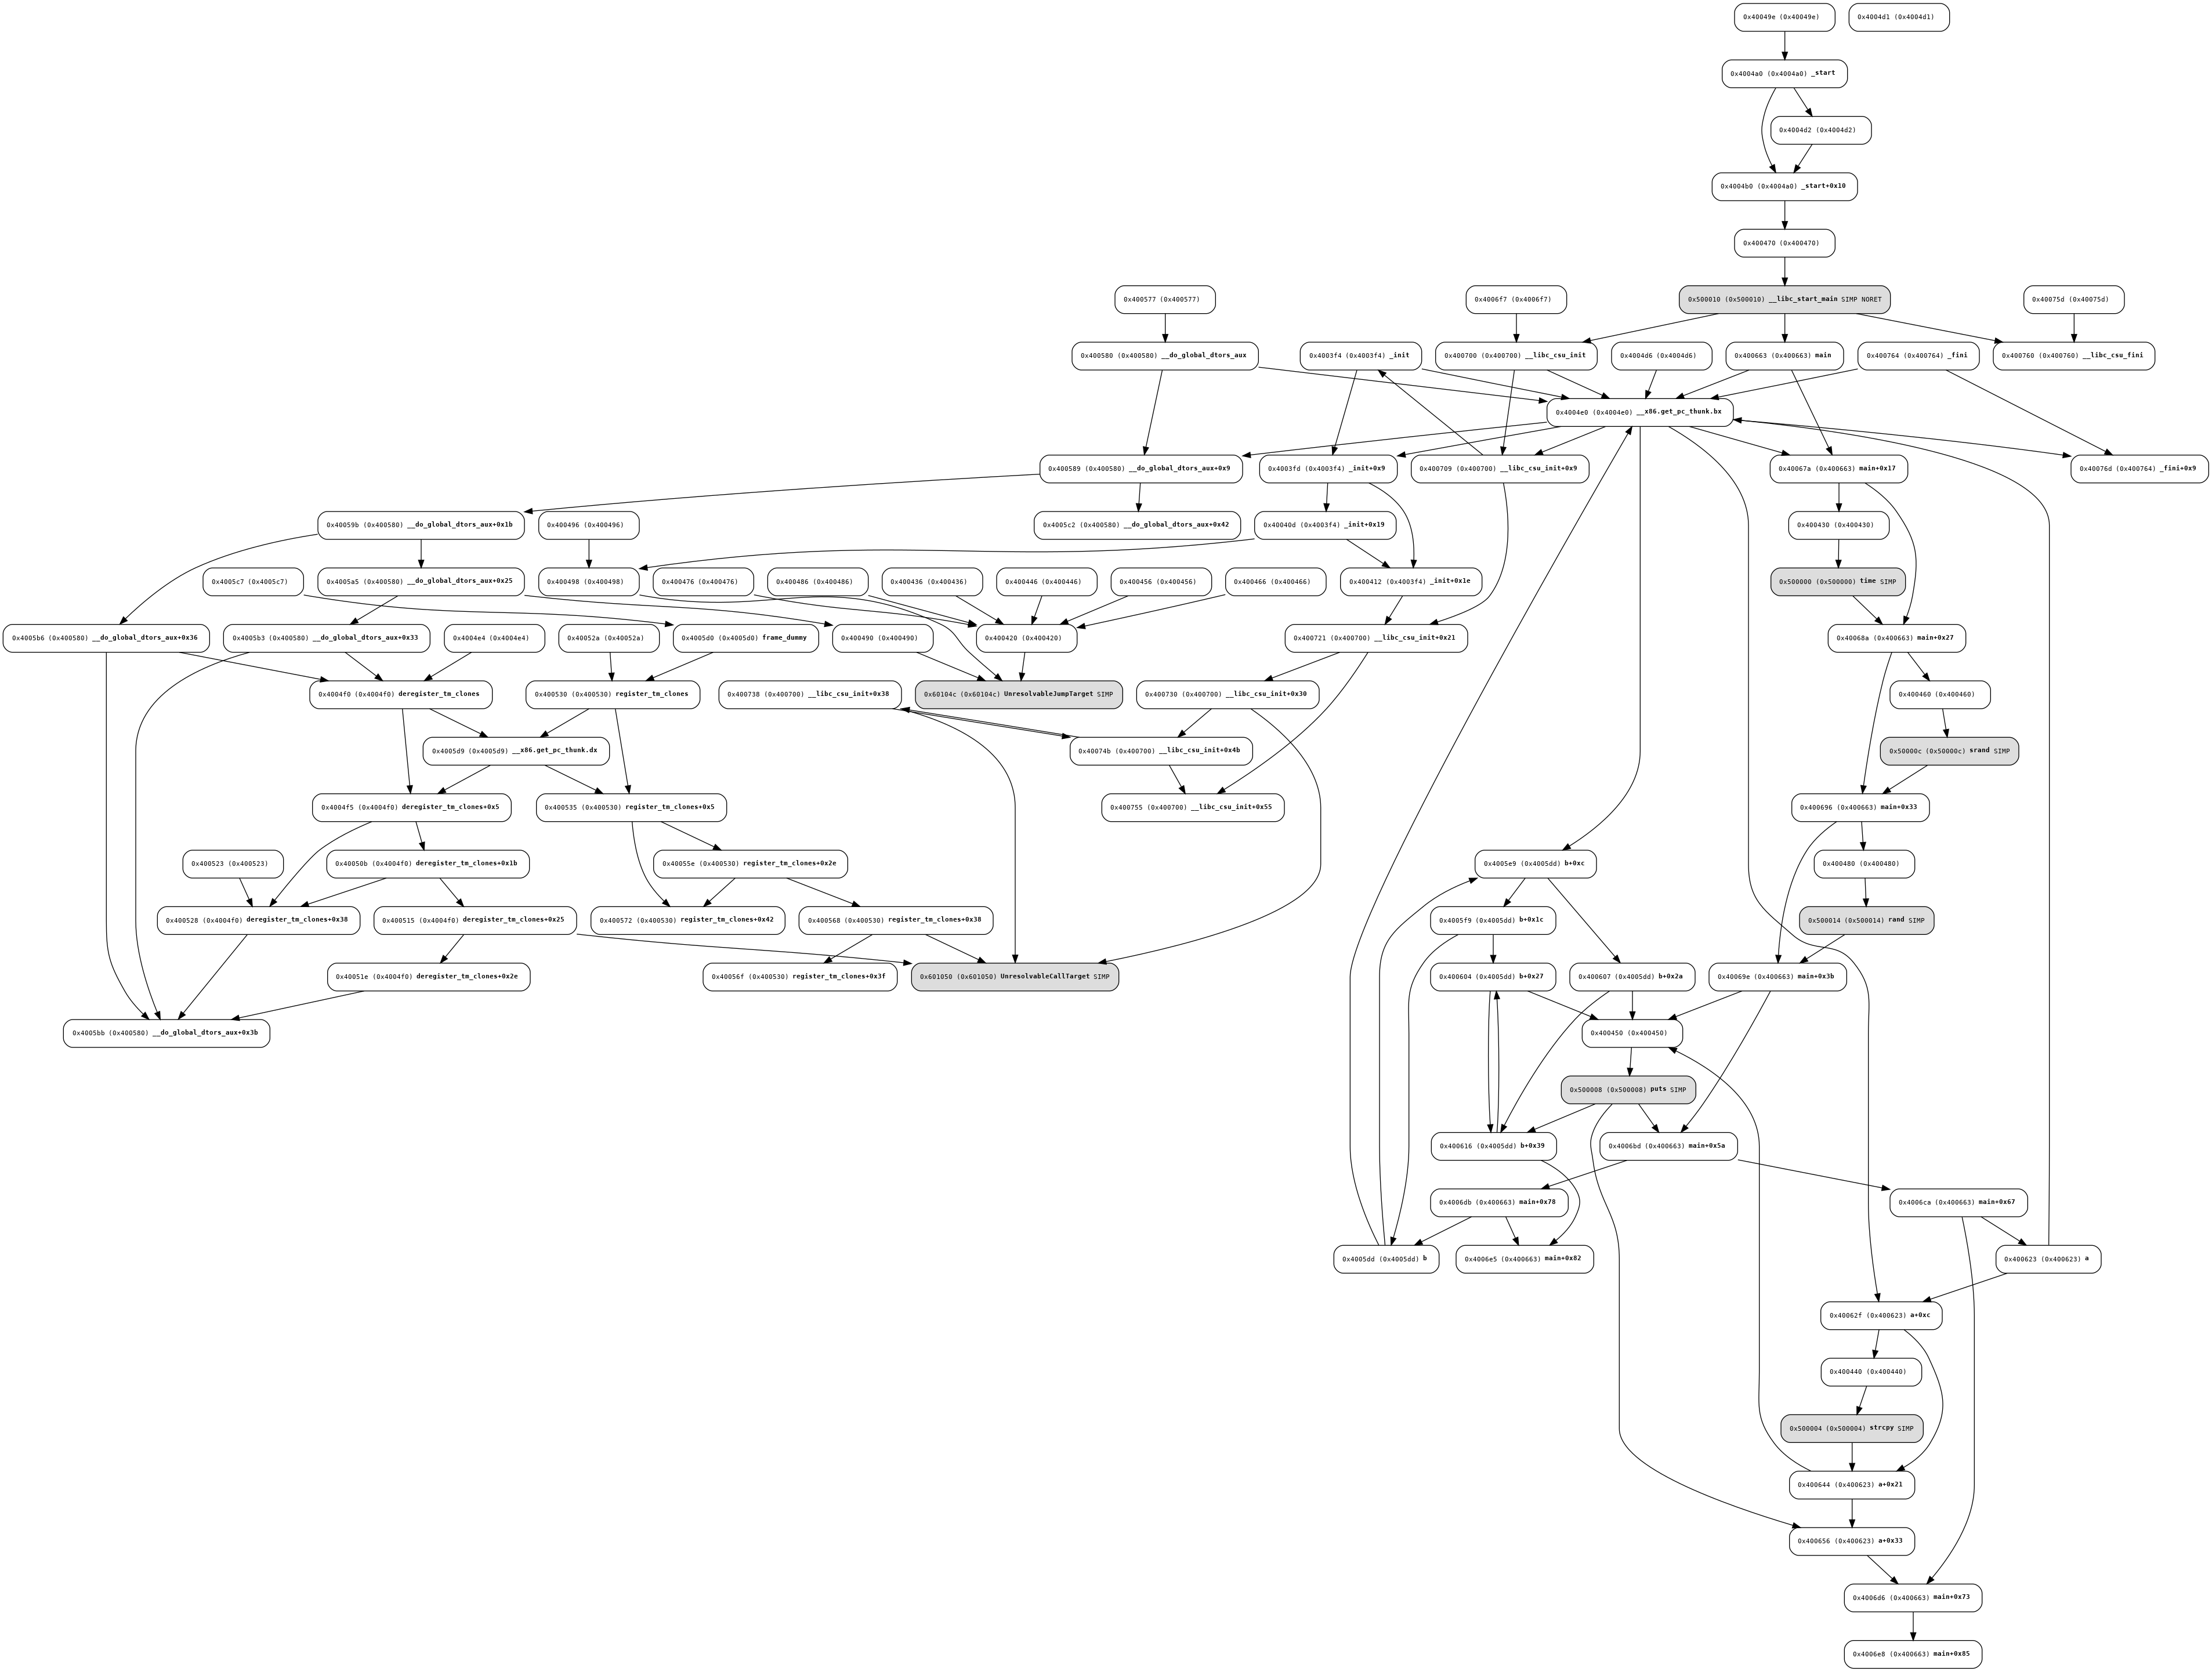 0x40049e (0x40049e)
0x4004d1 (0x4004d1)
0x4004a0 (0x4004a0) _start
0x4004d2 (0x4004d2)
0x4004b0 (0x4004a0) _start+0x10
0x400470 (0x400470)
0x400577 (0x400577)
0x4006f7 (0x4006f7)
0x500010 (0x500010) __libc_start_main SIMP NORET
0x40075d (0x40075d)
0x400580 (0x400580) __do_global_dtors_aux
0x4003f4 (0x4003f4) _init
0x400700 (0x400700) __libc_csu_init
0x4004d6 (0x4004d6)
0x400663 (0x400663) main
0x400764 (0x400764) _fini
0x400760 (0x400760) __libc_csu_fini
0x4004e0 (0x4004e0) __x86.get_pc_thunk.bx
0x400589 (0x400580) __do_global_dtors_aux+0x9
0x4003fd (0x4003f4) _init+0x9
0x400709 (0x400700) __libc_csu_init+0x9
0x40067a (0x400663) main+0x17
0x40076d (0x400764) _fini+0x9
0x40059b (0x400580) __do_global_dtors_aux+0x1b
0x400496 (0x400496)
0x4005c2 (0x400580) __do_global_dtors_aux+0x42
0x40040d (0x4003f4) _init+0x19
0x400430 (0x400430)
0x4005c7 (0x4005c7)
0x4005a5 (0x400580) __do_global_dtors_aux+0x25
0x400498 (0x400498)
0x400476 (0x400476)
0x400486 (0x400486)
0x400436 (0x400436)
0x400446 (0x400446)
0x400456 (0x400456)
0x400466 (0x400466)
0x400412 (0x4003f4) _init+0x1e
0x500000 (0x500000) time SIMP
0x4005b6 (0x400580) __do_global_dtors_aux+0x36
0x4005b3 (0x400580) __do_global_dtors_aux+0x33
0x4004e4 (0x4004e4)
0x40052a (0x40052a)
0x4005d0 (0x4005d0) frame_dummy
0x400490 (0x400490)
0x400420 (0x400420)
0x400721 (0x400700) __libc_csu_init+0x21
0x40068a (0x400663) main+0x27
0x4004f0 (0x4004f0) deregister_tm_clones
0x400530 (0x400530) register_tm_clones
0x400738 (0x400700) __libc_csu_init+0x38
0x60104c (0x60104c) UnresolvableJumpTarget SIMP
0x400730 (0x400700) __libc_csu_init+0x30
0x400460 (0x400460)
0x4005d9 (0x4005d9) __x86.get_pc_thunk.dx
0x40074b (0x400700) __libc_csu_init+0x4b
0x50000c (0x50000c) srand SIMP
0x4004f5 (0x4004f0) deregister_tm_clones+0x5
0x400535 (0x400530) register_tm_clones+0x5
0x400755 (0x400700) __libc_csu_init+0x55
0x400696 (0x400663) main+0x33
0x400523 (0x400523)
0x40050b (0x4004f0) deregister_tm_clones+0x1b
0x40055e (0x400530) register_tm_clones+0x2e
0x4005e9 (0x4005dd) b+0xc
0x400480 (0x400480)
0x400528 (0x4004f0) deregister_tm_clones+0x38
0x400515 (0x4004f0) deregister_tm_clones+0x25
0x400572 (0x400530) register_tm_clones+0x42
0x400568 (0x400530) register_tm_clones+0x38
0x4005f9 (0x4005dd) b+0x1c
0x500014 (0x500014) rand SIMP
0x40051e (0x4004f0) deregister_tm_clones+0x2e
0x40056f (0x400530) register_tm_clones+0x3f
0x601050 (0x601050) UnresolvableCallTarget SIMP
0x400604 (0x4005dd) b+0x27
0x400607 (0x4005dd) b+0x2a
0x40069e (0x400663) main+0x3b
0x4005bb (0x400580) __do_global_dtors_aux+0x3b
0x400450 (0x400450)
0x500008 (0x500008) puts SIMP
0x400616 (0x4005dd) b+0x39
0x4006bd (0x400663) main+0x5a
0x4006db (0x400663) main+0x78
0x4006ca (0x400663) main+0x67
0x4005dd (0x4005dd) b
0x4006e5 (0x400663) main+0x82
0x400623 (0x400623) a
0x40062f (0x400623) a+0xc
0x400440 (0x400440)
0x500004 (0x500004) strcpy SIMP
0x400644 (0x400623) a+0x21
0x400656 (0x400623) a+0x33
0x4006d6 (0x400663) main+0x73
0x4006e8 (0x400663) main+0x85